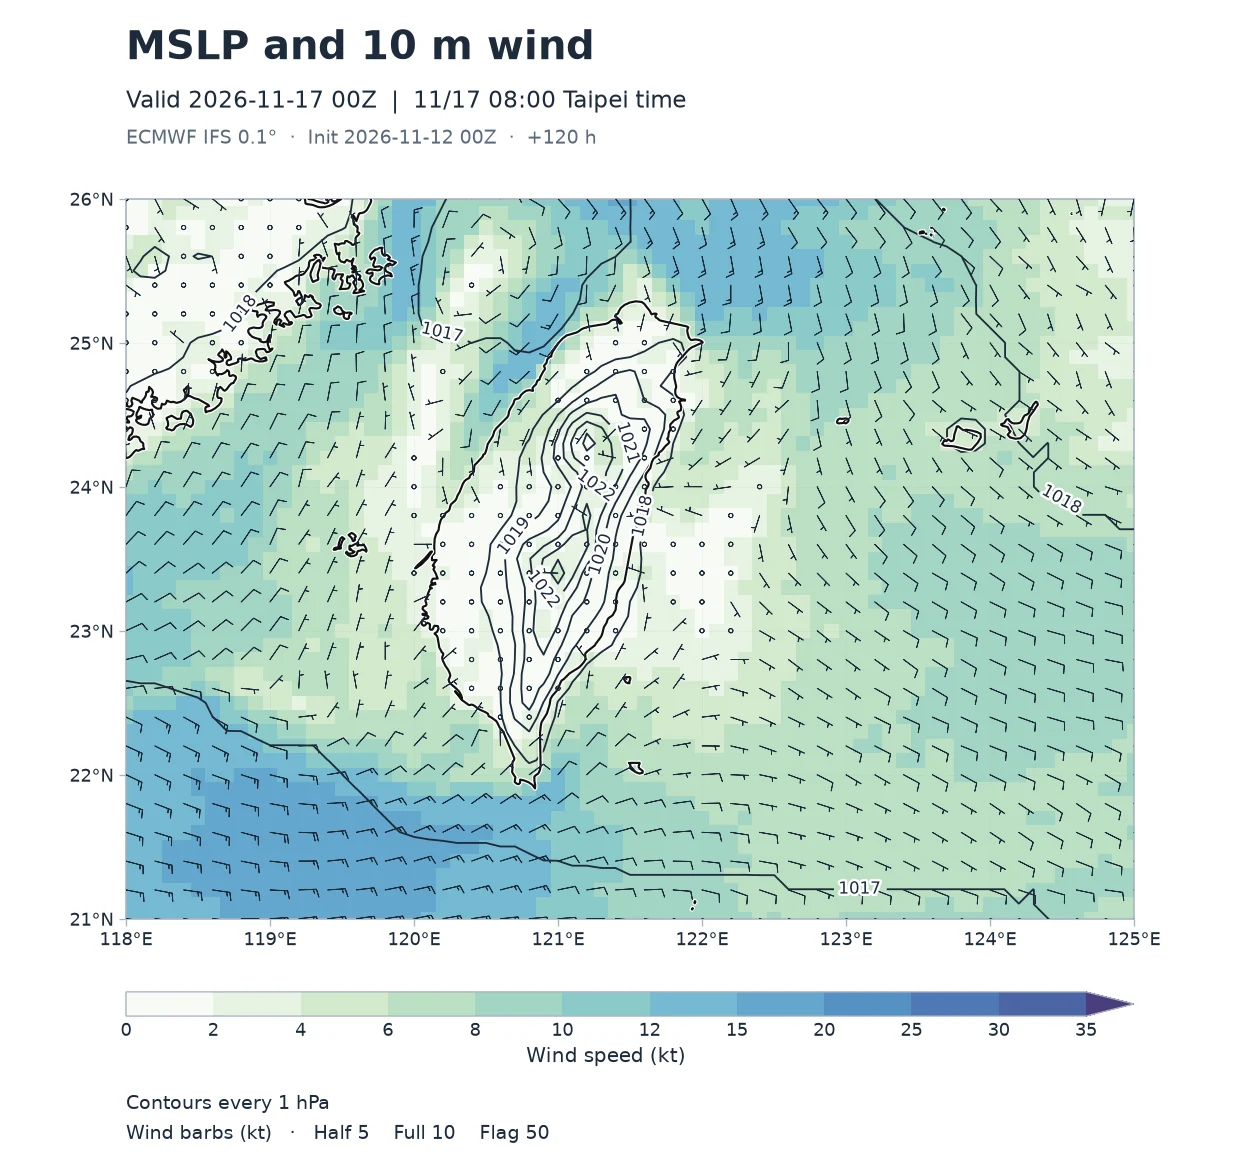 MSLP and 10 m wind
Valid 2026-11-17 00Z | 11/17 08:00 Taipei time
ECMWF IFS 0.1° · Init 2026-11-12 00Z · +120 h
26°N
25°N
24°N
23°N
22°N
21°N
1018
1017
1021
1022
1019
1018
1020
1022
1018
1017
118°E 119°E 120°E 121°E 122°E 123°E 124°E 125°E
0 2 4 6 8 10 12 15 20 25 30 35
Wind speed (kt)
Contours every 1 hPa
Wind barbs (kt) · Half 5 Full 10 Flag 50